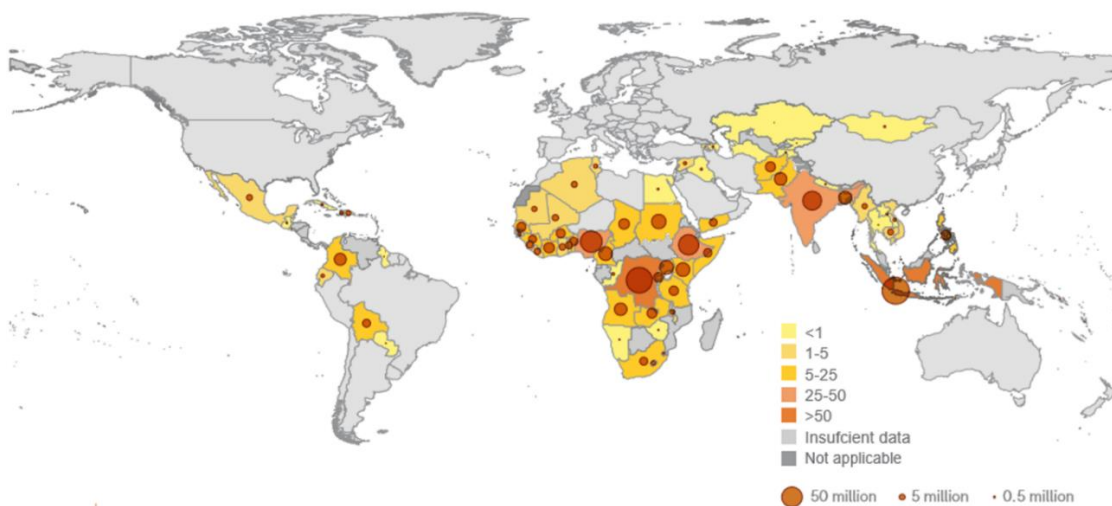 <1
1-5
5-25
25-50
>50
Insufcient data
Not applicable
50 million
5 million
0.5 million